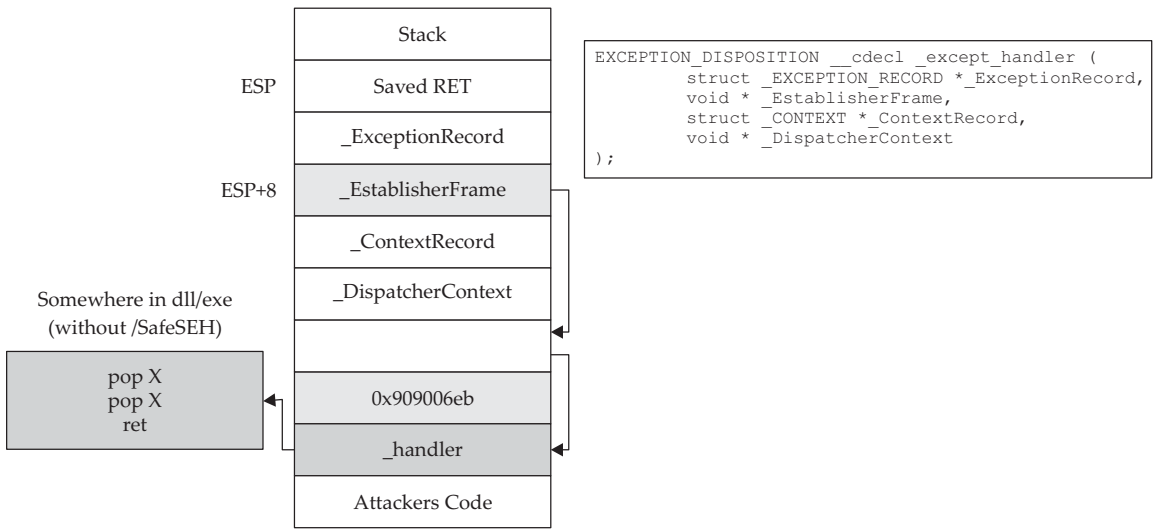 Stack
ESP
Saved RET
_ExceptionRecord
ESP+8
_EstablisherFrame
_ContextRecord
_DispatcherContext
Somewhere in dll/exe
(without /SafeSEH)
pop X
pop X
ret
0x909006eb
_handler
Attackers Code
EXCEPTION_DISPOSITION __cdecl _except_handler (
struct _EXCEPTION_RECORD *_ExceptionRecord,
void * _EstablisherFrame,
struct _CONTEXT *_ContextRecord,
void * _DispatcherContext
);